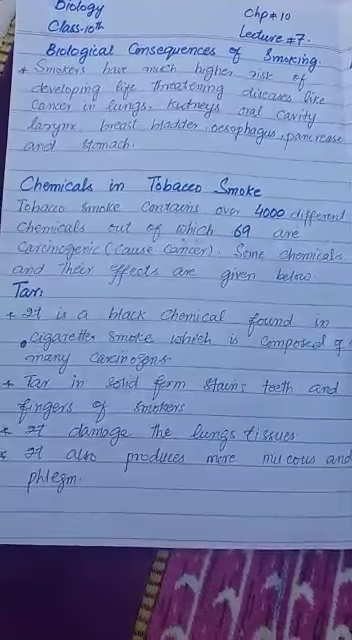 Biology
Chp # 10
Class-10th
Lecture # 7.
Biological Consequences of Smoking.
* Smokers have much higher risk of
developing life threatening diseases like
Cancer in lungs, kidneys oral cavity
larynx, breast bladder, oesophagus, pancrease
and stomach.
Chemicals in Tobacco Smoke
Tobacco smoke contains over 4000 different
chemicals out of which 69 are
Carcinogenic (cause cancer). Some chemicals
and their effects are given below.
Tar:
* It is a black chemical found in
cigarette smoke which is composed of
many carcinogens
* Tar in solid form stains teeth and
fingers of smokers
* It damage the lungs tissues
* It also produces more mucous and
phlegm.